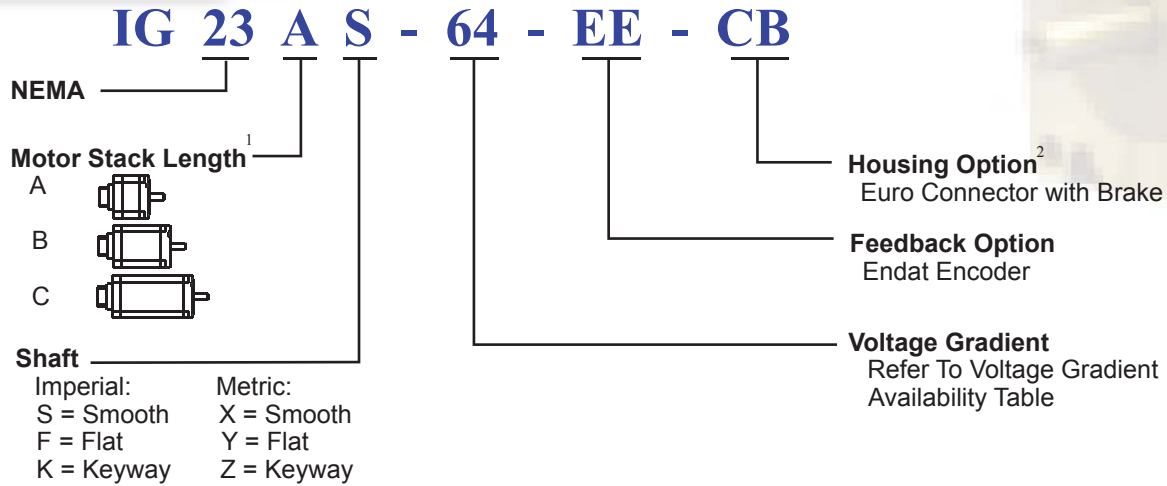 IG 23 A S - 64 - EE - CB
NEMA
Motor Stack Length1
A
B
C
Shaft
Imperial:
S = Smooth
F = Flat
K = Keyway
Metric:
X = Smooth
Y = Flat
Z = Keyway
Housing Option2
Euro Connector with Brake
Feedback Option
Endat Encoder
Voltage Gradient
Refer To Voltage Gradient
Availability Table